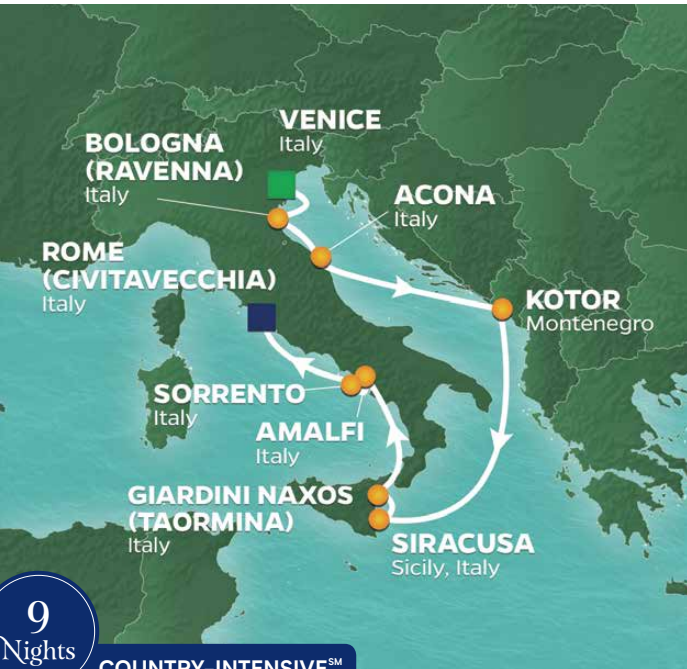 VENICE
Italy
BOLOGNA
(RAVENNA)
Italy
ACONA
Italy
ROME
(CIVITAVECCHIA)
Italy
KOTOR
Montenegro
SORRENTO
Italy
AMALFI
Italy
GIARDINI NAXOS
(TAORMINA)
Italy
SIRACUSA
Sicily, Italy
9
Nights
COUNTRY-INTENSIVE℠